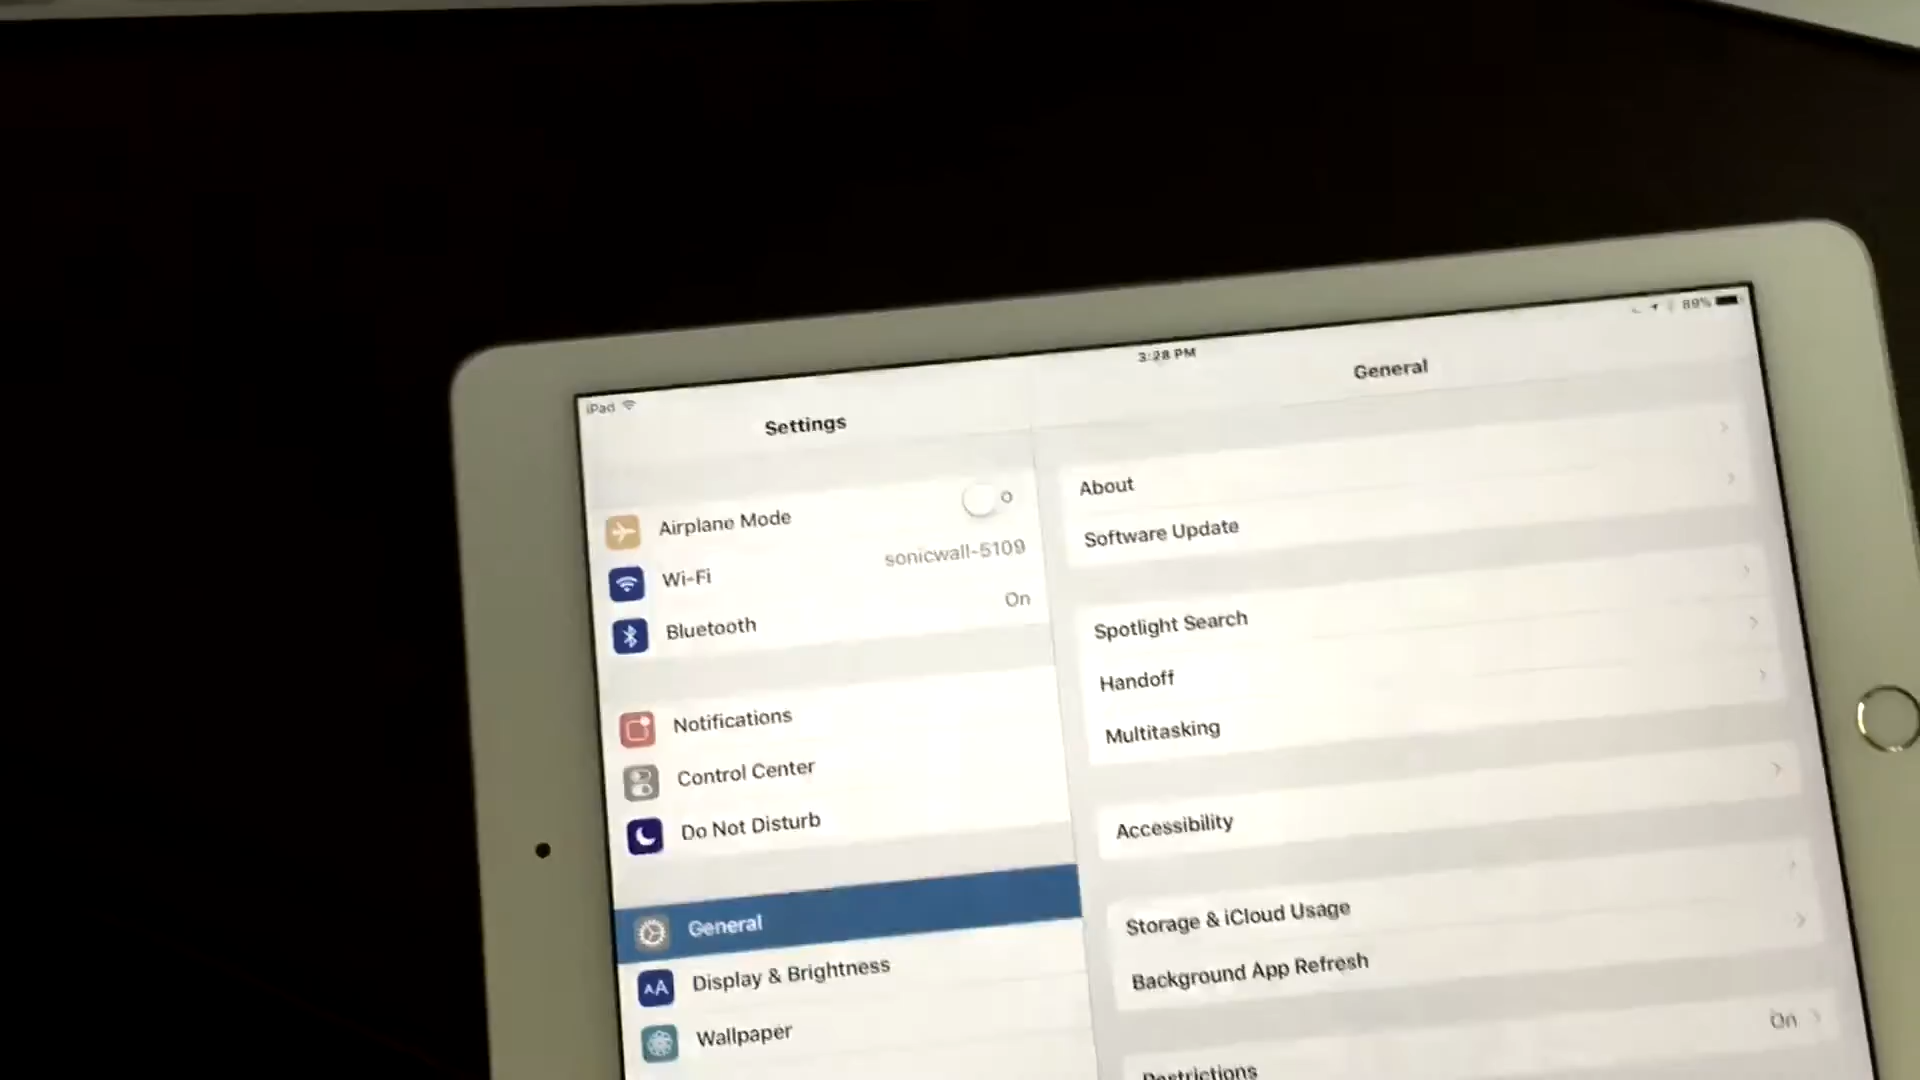 iPad
3:28 PM
89%
Settings
General
Airplane Mode
Wi-Fi
sonicwall-5109
Bluetooth
On
Notifications
Control Center
Do Not Disturb
General
Display & Brightness
AA
Wallpaper
About
Software Update
Spotlight Search
Handoff
Multitasking
Accessibility
Storage & iCloud Usage
Background App Refresh
Restrictions
On